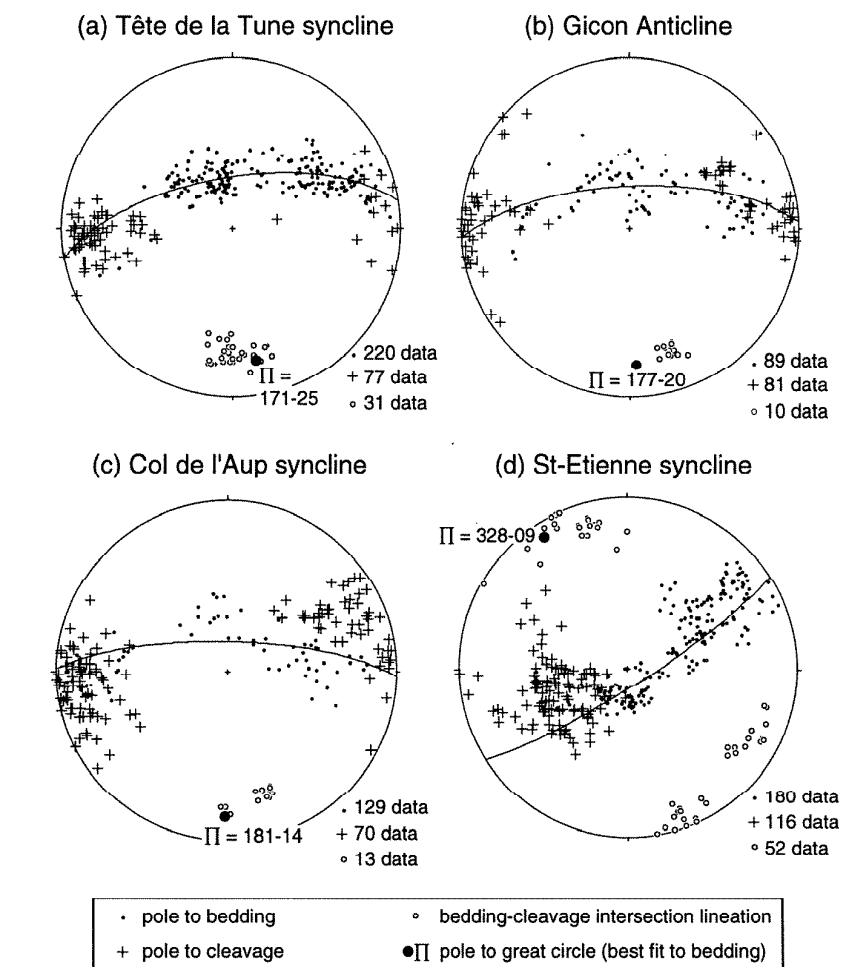 (a) Tête de la Tune syncline
(b) Gicon Anticline
∏ =
171-25
. 220 data
+ 77 data
o 31 data
∏ = 177-20
. 89 data
+ 81 data
o 10 data
(c) Col de l'Aup syncline
(d) St-Etienne syncline
∏ = 181-14
. 129 data
+ 70 data
o 13 data
∏ = 328-09
. 180 data
+ 116 data
o 52 data
. pole to bedding
o bedding-cleavage intersection lineation
+ pole to cleavage
●∏ pole to great circle (best fit to bedding)